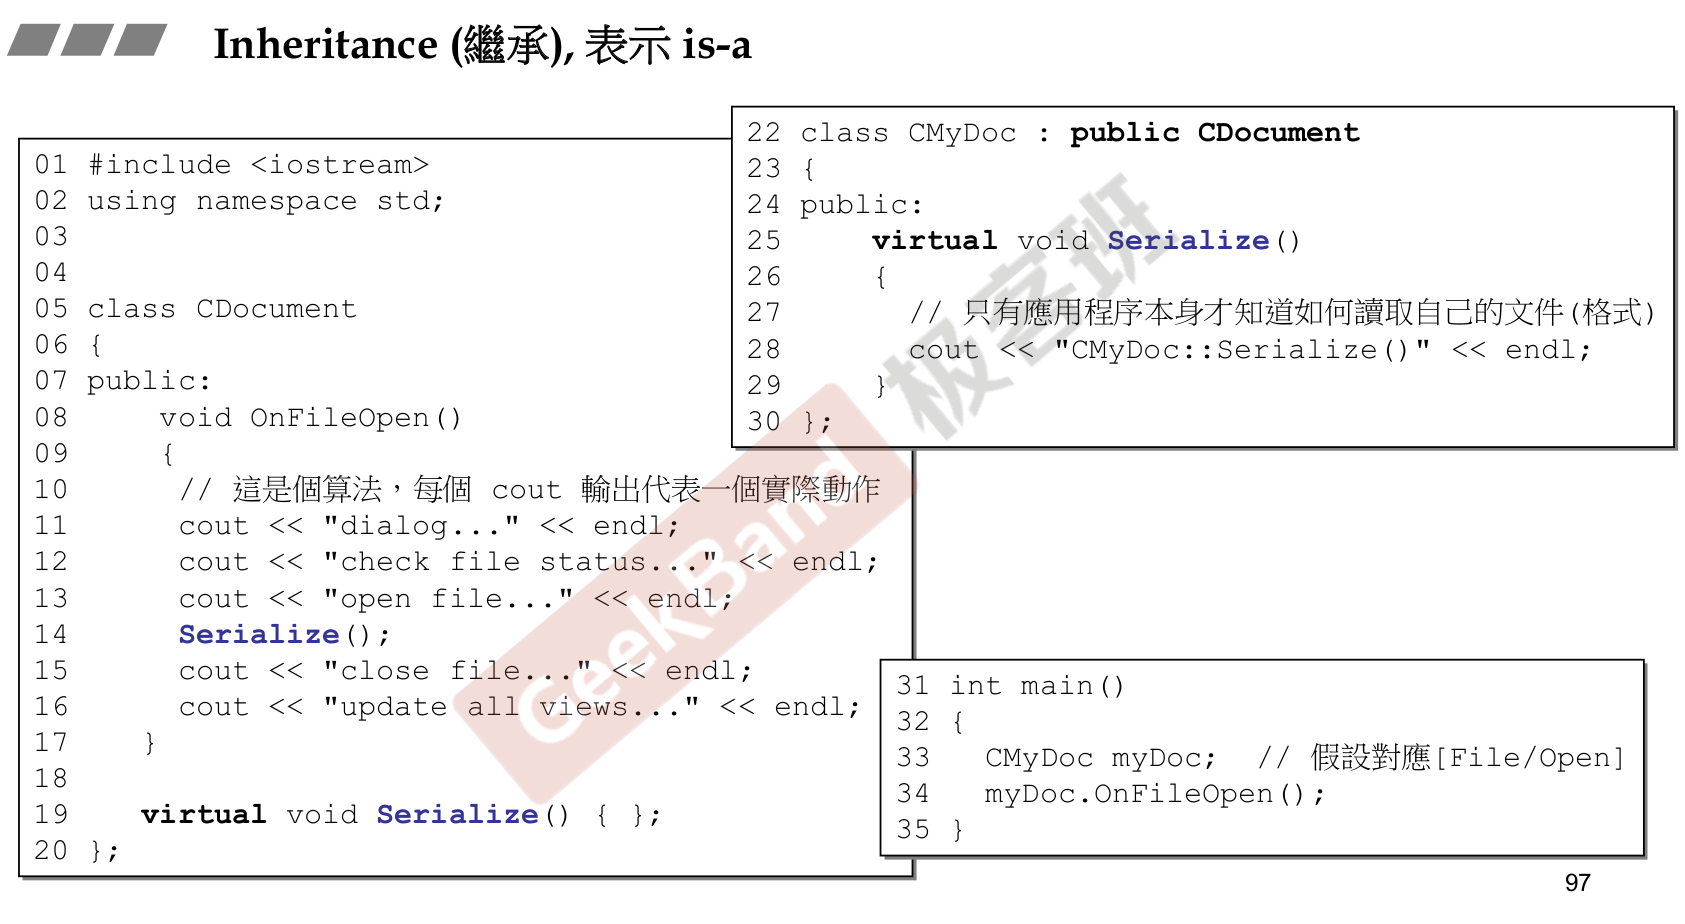 Inheritance (繼承), 表示 is-a
01 #include <iostream>
02 using namespace std;
03
04
05 class CDocument
06 {
07 public:
08     void OnFileOpen()
09     {
10      // 這是個算法，每個 cout 輸出代表一個實際動作
11      cout << "dialog..." << endl;
12      cout << "check file status..." << endl;
13      cout << "open file..." << endl;
14      Serialize();
15      cout << "close file..." << endl;
16      cout << "update all views..." << endl;
17    }
18
19    virtual void Serialize() { };
20 };
22 class CMyDoc : public CDocument
23 {
24 public:
25     virtual void Serialize()
26     {
27       // 只有應用程序本身才知道如何讀取自己的文件(格式)
28       cout << "CMyDoc::Serialize()" << endl;
29     }
30 };
31 int main()
32 {
33   CMyDoc myDoc;  // 假設對應[File/Open]
34   myDoc.OnFileOpen();
35 }
GeekBand 极客班
97